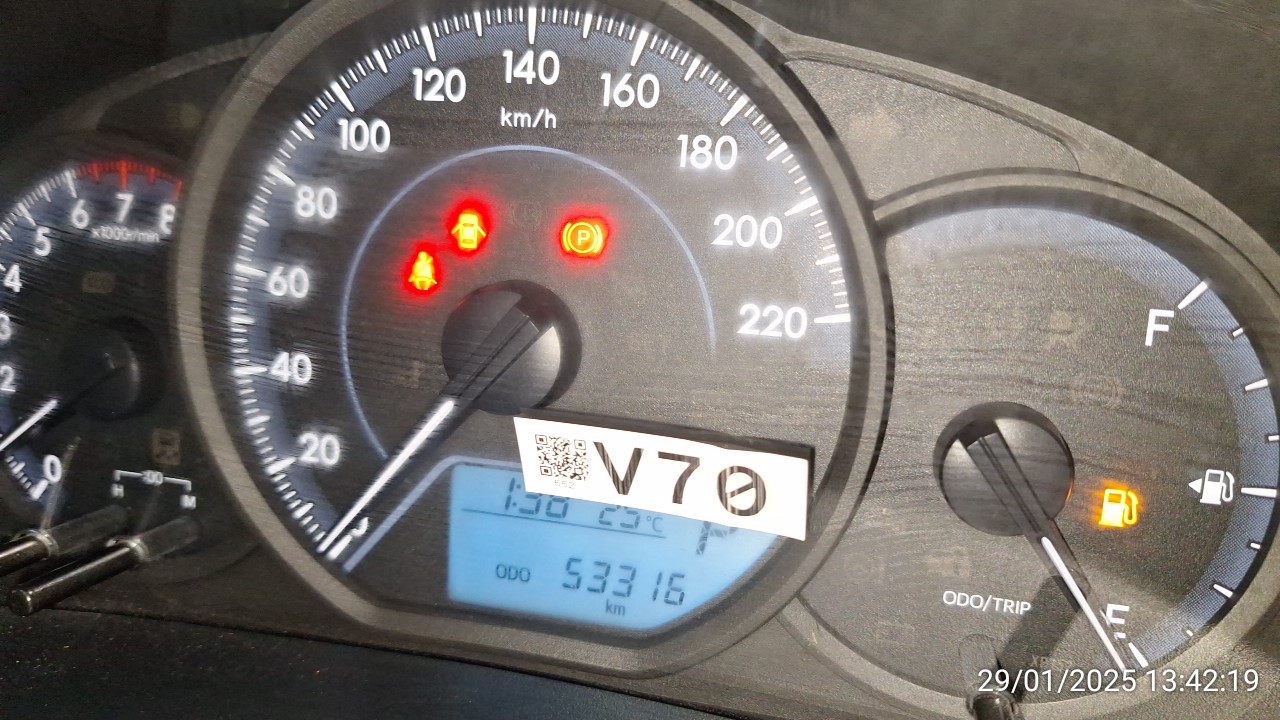 120 140 160
km/h
100 180
80 200
60 220
40
20
4 5 6 7 8
x1000r/min
3
2
0
H :00 M
P
V70
1:38 25 °C
P
ODO 53316
km
F
E
ODO/TRIP
29/01/2025 13:42:19